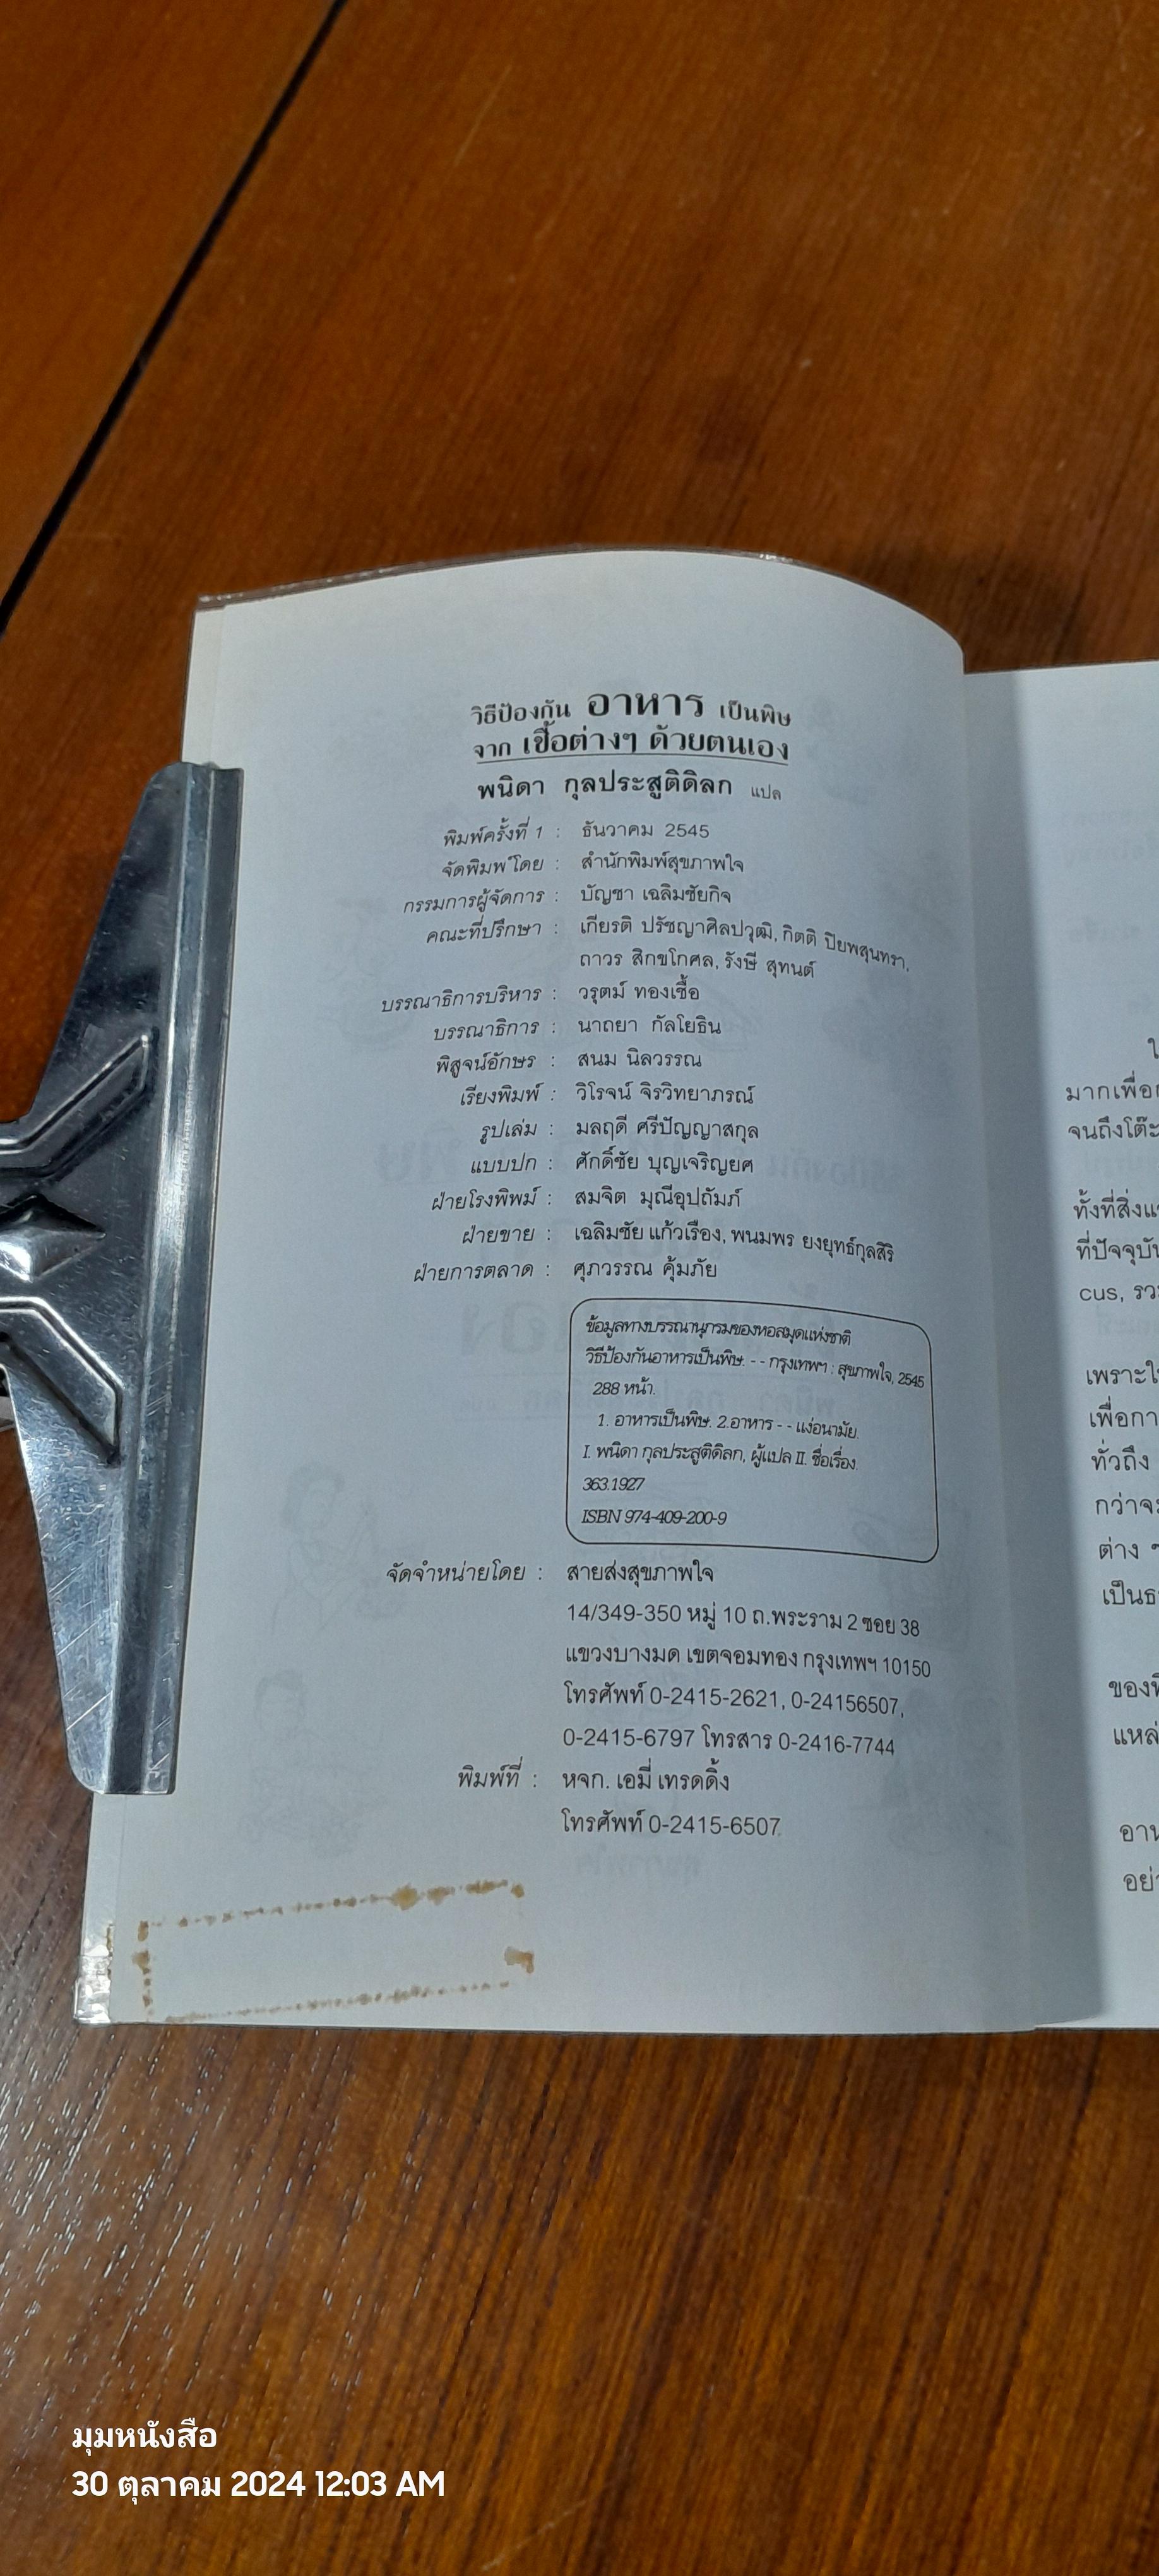 วิธีป้องกัน อาหาร เป็นพิษ
จาก เชื้อต่างๆ ด้วยตนเอง
พนิดา กุลประสูติดิลก แปล
พิมพ์ครั้งที่ 1 : ธันวาคม 2545
จัดพิมพ์โดย : สำนักพิมพ์สุขภาพใจ
กรรมการผู้จัดการ : บัญชา เฉลิมชัยกิจ
คณะที่ปรึกษา : เกียรติ ปรัชญาศิลปวุฒิ, กิตติ ปิยพสุนทรา,
ถาวร สิกขโกศล, รังษี สุทนต์
บรรณาธิการบริหาร : วรุตม์ ทองเชื้อ
บรรณาธิการ : นาถยา กัลโยธิน
พิสูจน์อักษร : สนม นิลวรรณ
เรียงพิมพ์ : วิโรจน์ จิรวิทยาภรณ์
รูปเล่ม : มลฤดี ศรีปัญญาสกุล
แบบปก : ศักดิ์ชัย บุญเจริญยศ
ฝ่ายโรงพิพม์ : สมจิต มุณีอุปถัมภ์
ฝ่ายขาย : เฉลิมชัย แก้วเรือง, พนมพร ยงยุทธ์กุลสิริ
ฝ่ายการตลาด : ศุภวรรณ คุ้มภัย
ข้อมูลทางบรรณานุกรมของหอสมุดแห่งชาติ
วิธีป้องกันอาหารเป็นพิษ. - - กรุงเทพฯ : สุขภาพใจ, 2545
288 หน้า.
1. อาหารเป็นพิษ. 2.อาหาร - - แง่อนามัย.
I. พนิดา กุลประสูติดิลก, ผู้แปล II. ชื่อเรื่อง.
363.1927
ISBN 974-409-200-9
จัดจำหน่ายโดย : สายส่งสุขภาพใจ
14/349-350 หมู่ 10 ถ.พระราม 2 ซอย 38
แขวงบางมด เขตจอมทอง กรุงเทพฯ 10150
โทรศัพท์ 0-2415-2621, 0-24156507,
0-2415-6797 โทรสาร 0-2416-7744
พิมพ์ที่ : หจก. เอมี่ เทรดดิ้ง
โทรศัพท์ 0-2415-6507
มากเพื่อ
จนถึงโต๊ะ
ทั้งที่สิ่ง
ที่ปัจจุบัน
cus, รว
เพราะ
เพื่อกา
ทั่วถึง
กว่าจ
ต่าง ๆ
เป็นธ
ของ
แหล่
อา
อย่
มุมหนังสือ
30 ตุลาคม 2024 12:03 AM